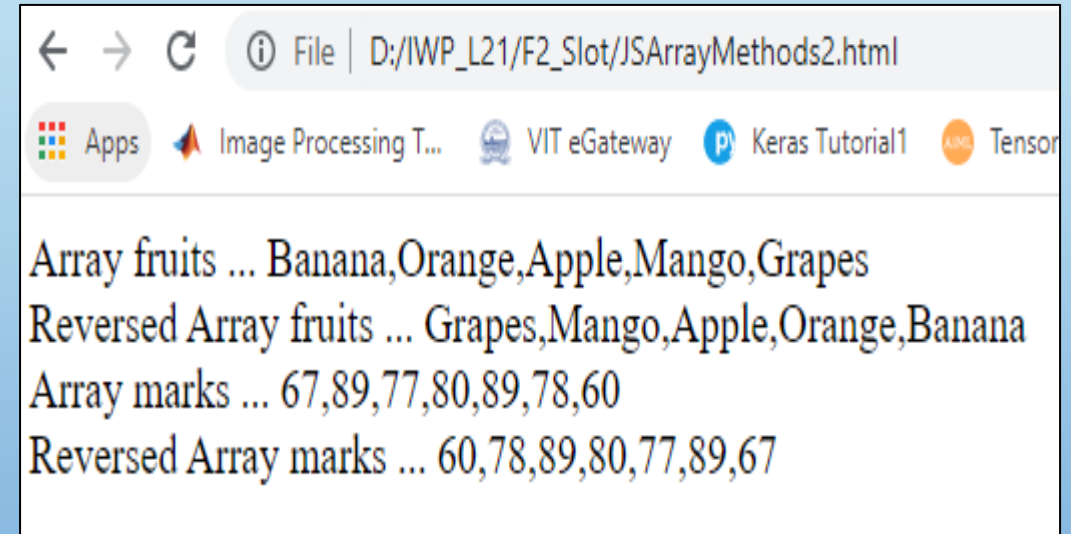 File | D:/IWP_L21/F2_Slot/JSArrayMethods2.html
Apps Image Processing T... VIT eGateway Keras Tutorial1 Tensor
Array fruits ... Banana,Orange,Apple,Mango,Grapes
Reversed Array fruits ... Grapes,Mango,Apple,Orange,Banana
Array marks ... 67,89,77,80,89,78,60
Reversed Array marks ... 60,78,89,80,77,89,67